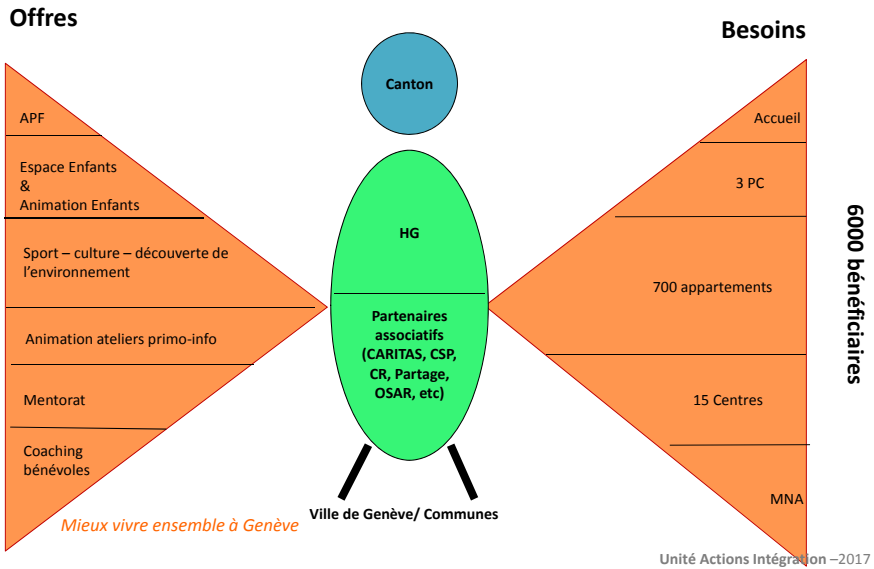 Offres
APF
Espace Enfants
&
Animation Enfants
Sport – culture – découverte de
l'environnement
Animation ateliers primo-info
Mentorat
Coaching
bénévoles
Mieux vivre ensemble à Genève
Canton
HG
Partenaires
associatifs
(CARITAS, CSP,
CR, Partage,
OSAR, etc)
Ville de Genève/ Communes
Besoins
Accueil
3 PC
700 appartements
15 Centres
MNA
6000 bénéficiaires
Unité Actions Intégration –2017